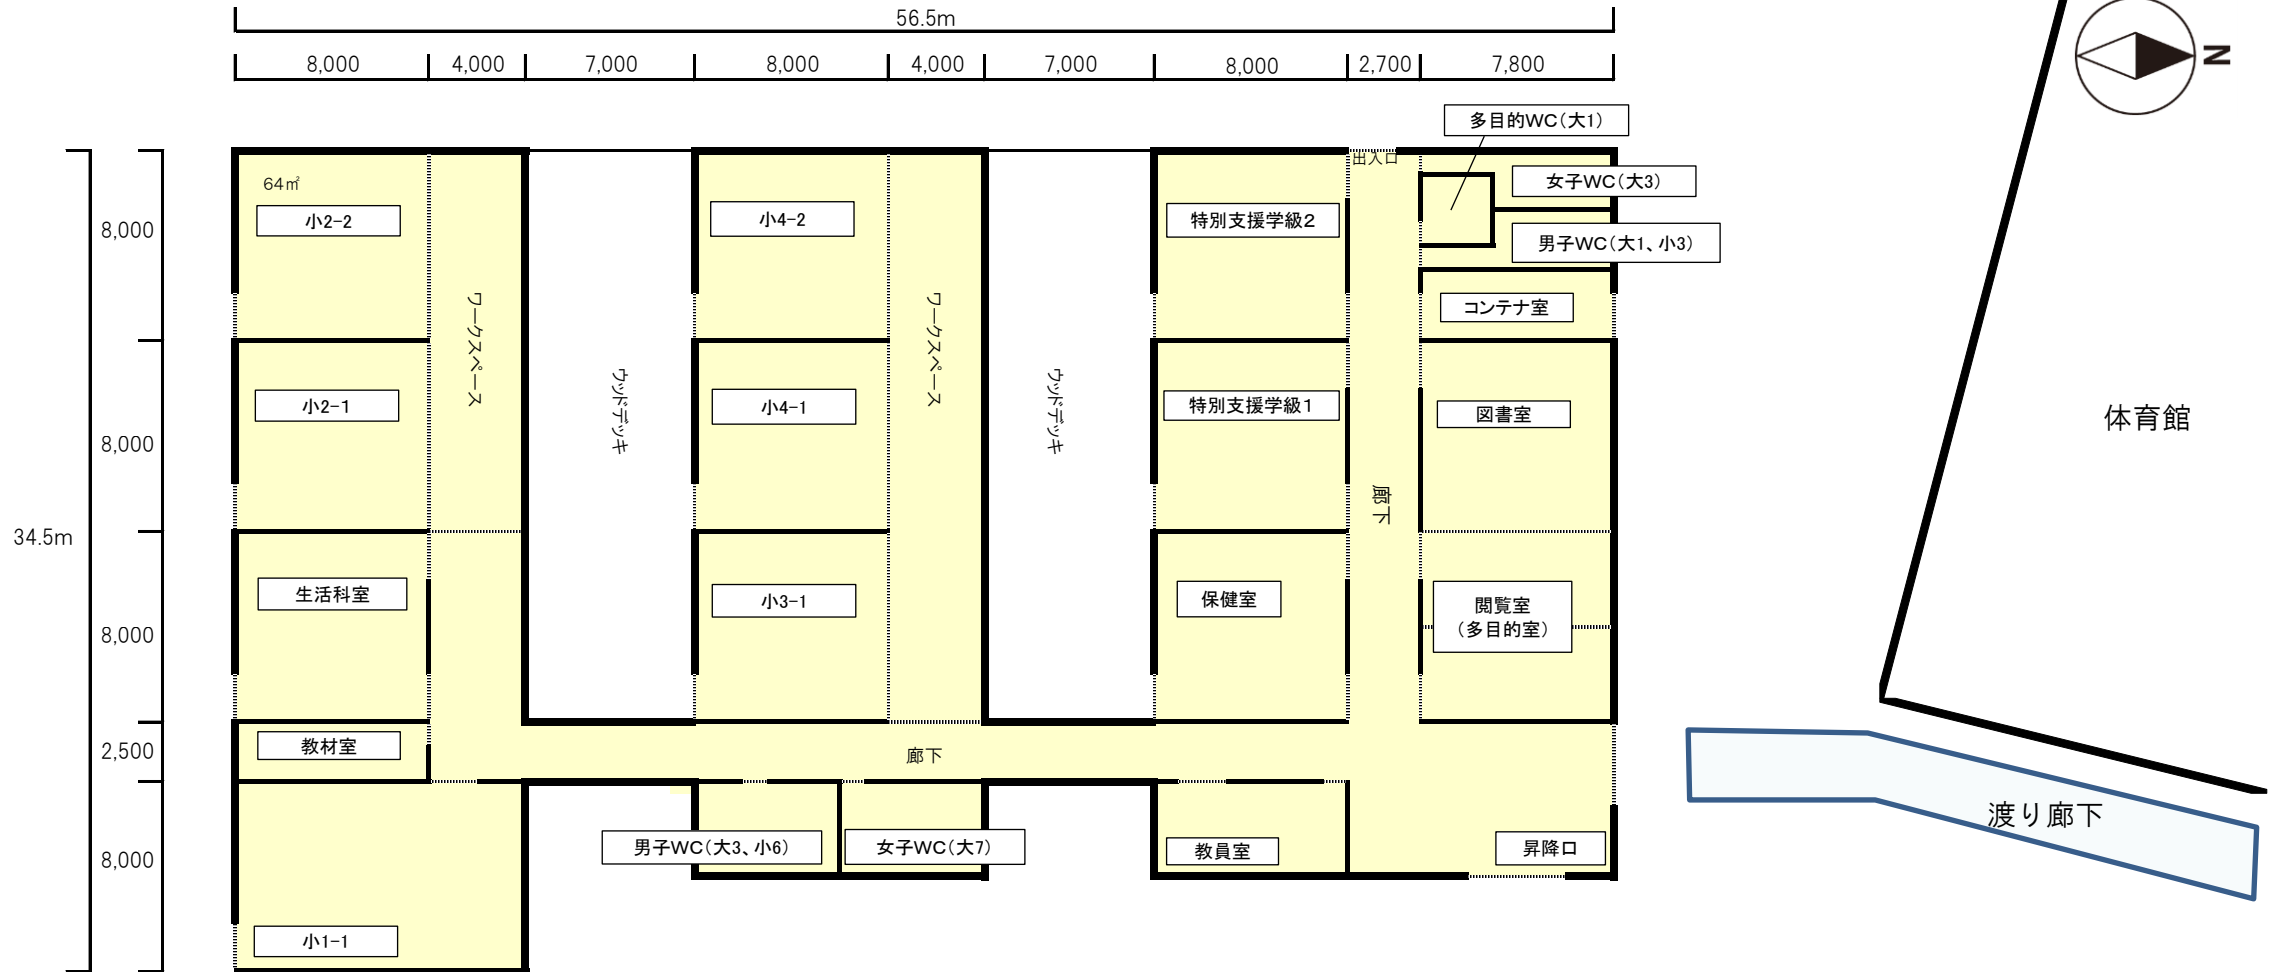 56.5m
8,000
4,000
7,000
8,000
4,000
7,000
8,000
2,700
7,800
N
多目的WC（大1）
出入口
64㎡
女子WC（大3）
小2-2
小4-2
特別支援学級2
8,000
男子WC（大1、小3）
コンテナ室
ワークスペース
ワークスペース
ウッドデッキ
ウッドデッキ
小2-1
小4-1
特別支援学級1
図書室
体育館
8,000
廊下
34.5m
生活科室
小3-1
保健室
閲覧室
（多目的室）
8,000
教材室
2,500
廊下
渡り廊下
男子WC（大3、小6）
女子WC（大7）
教員室
昇降口
8,000
小1-1